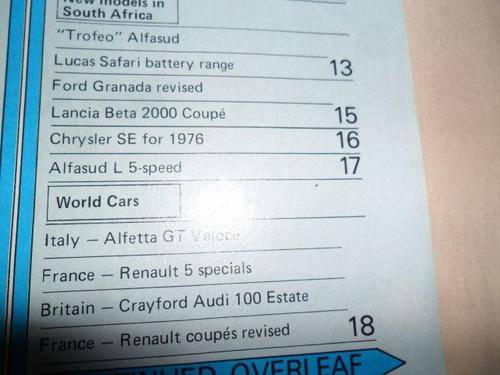 New models in
South Africa
"Trofeo" Alfasud
Lucas Safari battery range 13
Ford Granada revised
Lancia Beta 2000 Coupé 15
Chrysler SE for 1976 16
Alfasud L 5-speed 17
World Cars
Italy — Alfetta GT
France — Renault 5 specials
Britain — Crayford Audi 100 Estate
France — Renault coupés revised 18
OVERLEAF